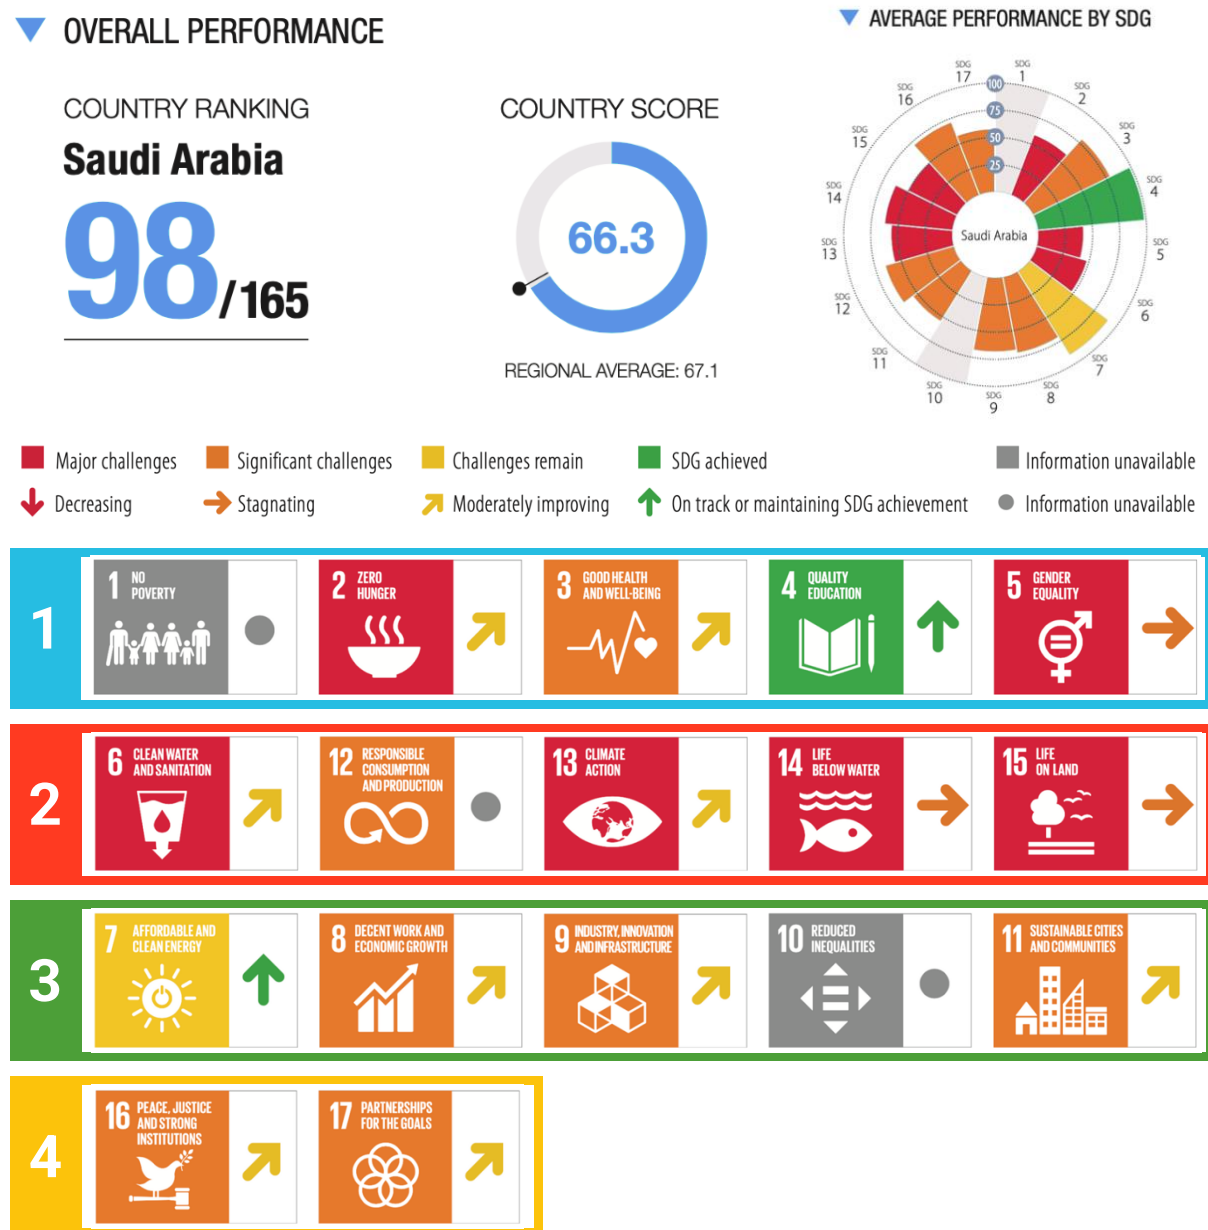 OVERALL PERFORMANCE
COUNTRY RANKING
Saudi Arabia
98/165
COUNTRY SCORE
66.3
REGIONAL AVERAGE: 67.1
AVERAGE PERFORMANCE BY SDG
SDG 1
SDG 2
SDG 3
SDG 4
SDG 5
SDG 6
SDG 7
SDG 8
SDG 9
SDG 10
SDG 11
SDG 12
SDG 13
SDG 14
SDG 15
SDG 16
SDG 17
100
75
50
25
Saudi Arabia
Major challenges
Significant challenges
Challenges remain
SDG achieved
Information unavailable
Decreasing
Stagnating
Moderately improving
On track or maintaining SDG achievement
Information unavailable
1
1 NO
POVERTY
2 ZERO
HUNGER
3 GOOD HEALTH
AND WELL-BEING
4 QUALITY
EDUCATION
5 GENDER
EQUALITY
2
6 CLEAN WATER
AND SANITATION
12 RESPONSIBLE
CONSUMPTION
AND PRODUCTION
13 CLIMATE
ACTION
14 LIFE
BELOW WATER
15 LIFE
ON LAND
3
7 AFFORDABLE AND
CLEAN ENERGY
8 DECENT WORK AND
ECONOMIC GROWTH
9 INDUSTRY, INNOVATION
AND INFRASTRUCTURE
10 REDUCED
INEQUALITIES
11 SUSTAINABLE CITIES
AND COMMUNITIES
4
16 PEACE, JUSTICE
AND STRONG
INSTITUTIONS
17 PARTNERSHIPS
FOR THE GOALS